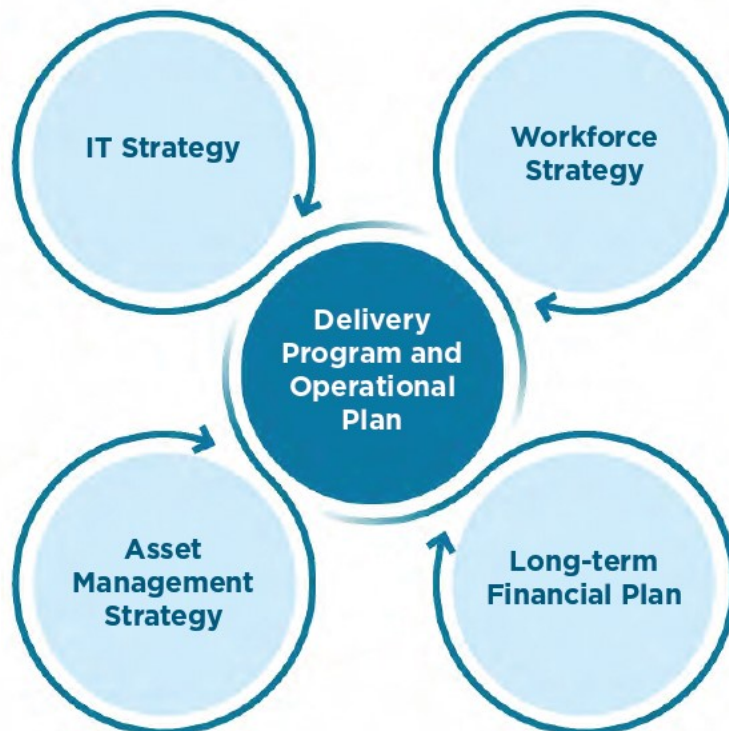 IT Strategy
Workforce
Strategy
Delivery
Program and
Operational
Plan
Asset
Management
Strategy
Long-term
Financial Plan